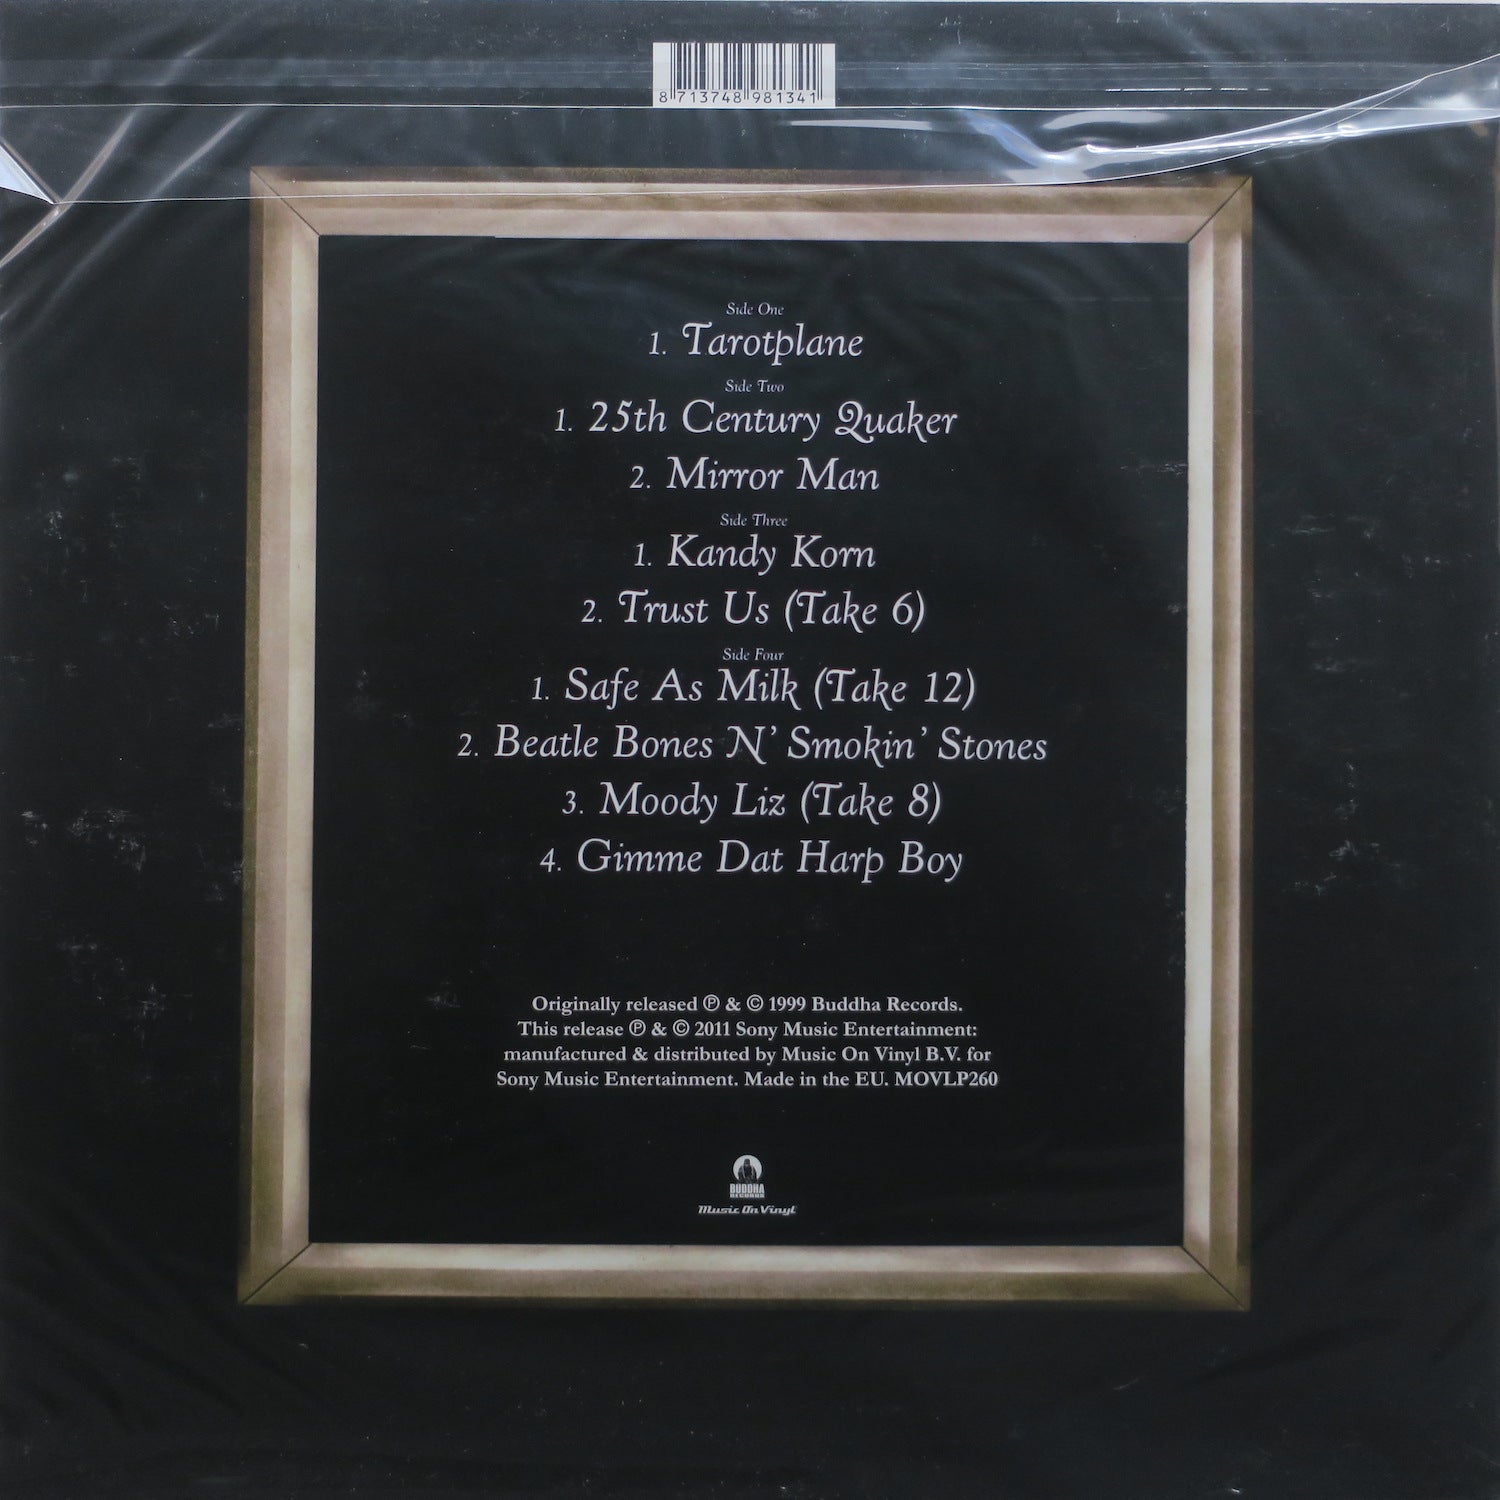 8 713748 981341
Side One
1. Tarotplane
Side Two
1. 25th Century Quaker
2. Mirror Man
Side Three
1. Kandy Korn
2. Trust Us (Take 6)
Side Four
1. Safe As Milk (Take 12)
2. Beatle Bones N' Smokin' Stones
3. Moody Liz (Take 8)
4. Gimme Dat Harp Boy
Originally released ℗ & © 1999 Buddha Records.
This release ℗ & © 2011 Sony Music Entertainment:
manufactured & distributed by Music On Vinyl B.V. for
Sony Music Entertainment. Made in the EU. MOVLP260
BUDDHA
RECORDS
Music On Vinyl